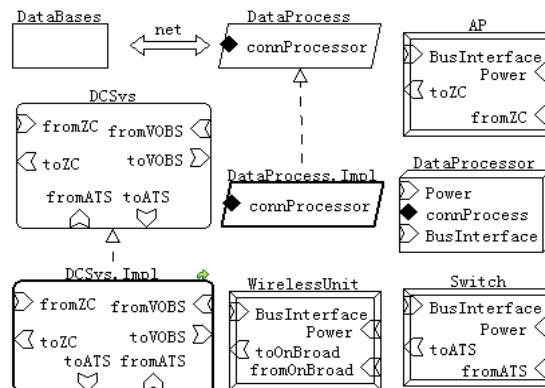 DataBases
net
DataProcess
connProcessor
AP
BusInterface
Power
toZC
fromZC
DCSys
fromZC fromVOBS
toZC toVOBS
fromATS toATS
DataProcess.Impl
connProcessor
DataProcessor
Power
connProcess
BusInterface
DCSys.Impl
fromZC fromVOBS
toZC toVOBS
toATS fromATS
WirelessUnit
BusInterface
Power
toOnBroad
fromOnBroad
Switch
BusInterface
Power
toATS
fromATS